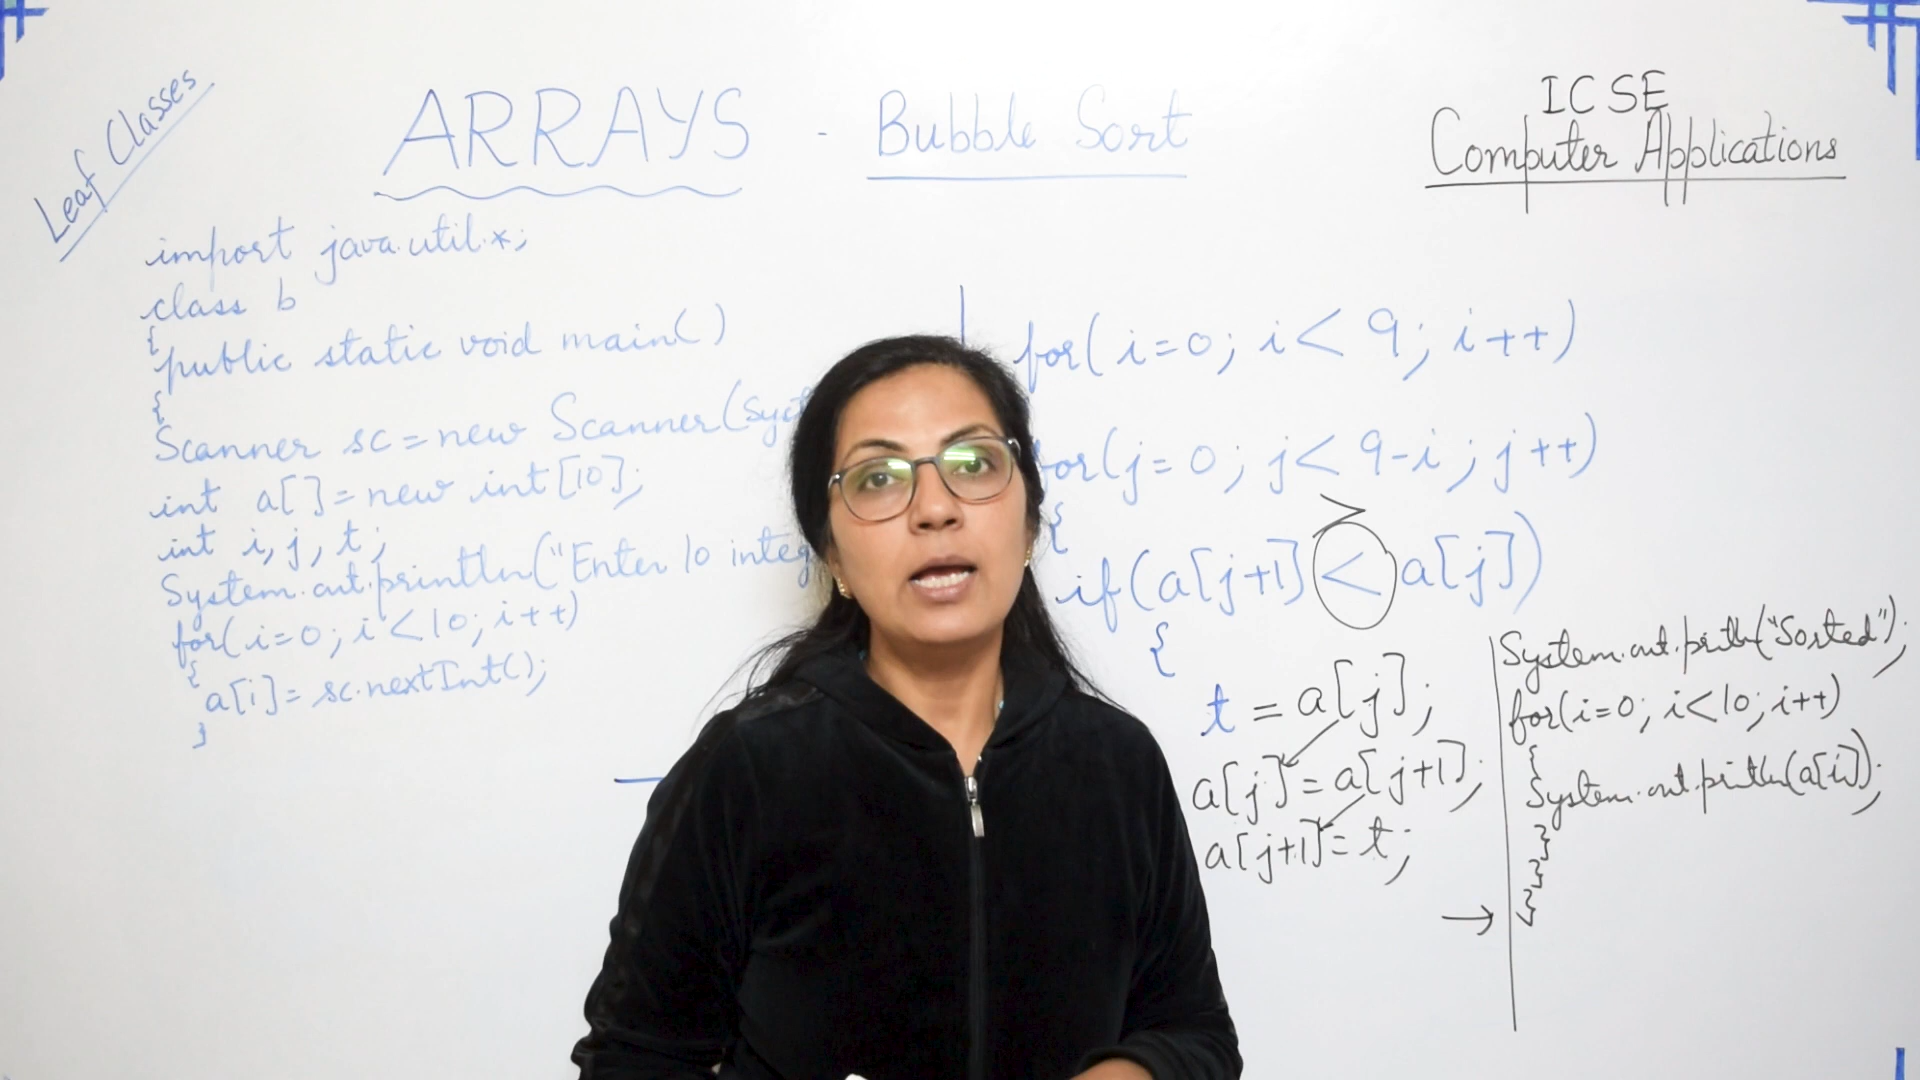 Leaf Classes
ARRAYS - Bubble Sort
ICSE
Computer Applications
import java.util.*;
class b
{
public static void main()
{
Scanner sc = new Scanner(Syst
int a[] = new int[10];
int i, j, t;
System.out.println("Enter 10 integ
for(i=0; i<10; i++)
{
a[i] = sc.nextInt();
}
for(i=0; i<9; i++)
for(j=0; j<9-i; j++)
{
>
if(a[j+1] < a[j])
{
t = a[j];
a[j] = a[j+1];
a[j+1] = t;
→
System.out.println("Sorted");
for(i=0; i<10; i++)
{
System.out.println(a[i]);
}
}
}